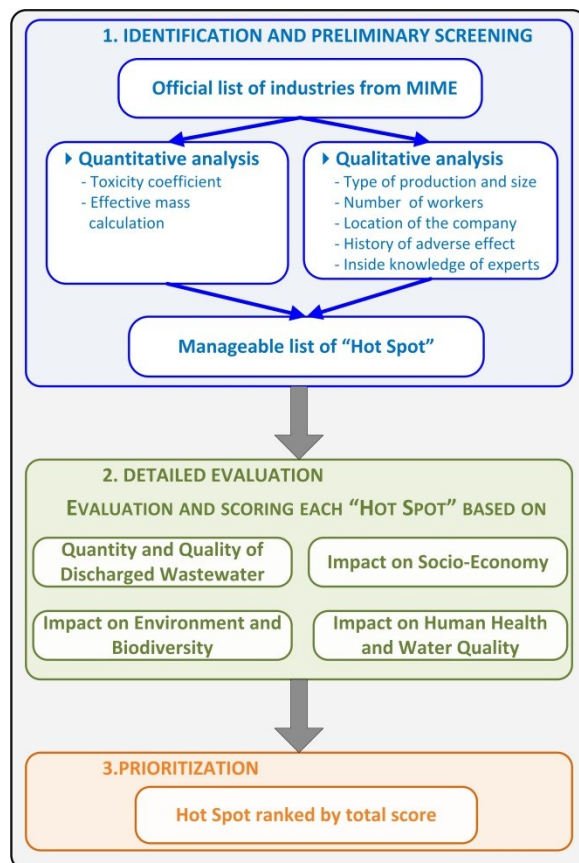 1. IDENTIFICATION AND PRELIMINARY SCREENING
Official list of industries from MIME
Quantitative analysis
- Toxicity coefficient
- Effective mass
calculation
Qualitative analysis
- Type of production and size
- Number of workers
- Location of the company
- History of adverse effect
- Inside knowledge of experts
Manageable list of “Hot Spot”
2. DETAILED EVALUATION
EVALUATION AND SCORING EACH “HOT SPOT” BASED ON
Quantity and Quality of
Discharged Wastewater
Impact on Socio-Economy
Impact on Environment and
Biodiversity
Impact on Human Health
and Water Quality
3.PRIORITIZATION
Hot Spot ranked by total score